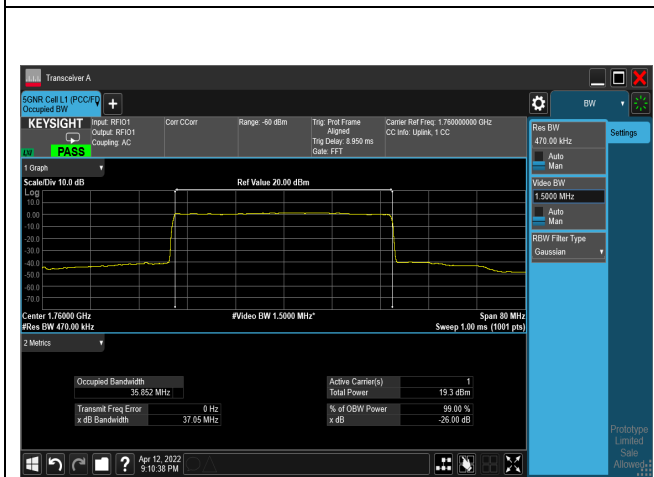 Transceiver A
5GNR Cell L1 (PCC/FD
Occupied BW
BW
KEYSIGHT
Input: RFIO1
Output: RFIO1
Coupling: AC
Corr CCorr
Range: -60 dBm
Trig: Prot Frame
Aligned
Trig Delay: 8.950 ms
Gate: FFT
Carrier Ref Freq: 1.760000000 GHz
CC Info: Uplink, 1 CC
PASS
Res BW
470.00 kHz
Auto
Man
Settings
Video BW
1.5000 MHz
Auto
Man
RBW Filter Type
Gaussian
1 Graph
Scale/Div 10.0 dB
Ref Value 20.00 dBm
Log
10.0
0.00
-10.0
-20.0
-30.0
-40.0
-50.0
-60.0
-70.0
Center 1.76000 GHz
#Video BW 1.5000 MHz*
Span 80 MHz
#Res BW 470.00 kHz
Sweep 1.00 ms (1001 pts)
2 Metrics
Occupied Bandwidth
35.852 MHz
Active Carrier(s) 1
Total Power 19.3 dBm
Transmit Freq Error 0 Hz
x dB Bandwidth 37.05 MHz
% of OBW Power 99.00 %
x dB -26.00 dB
Prototype
Limited
Sale
Allowed
Apr 12, 2022
9:10:38 PM